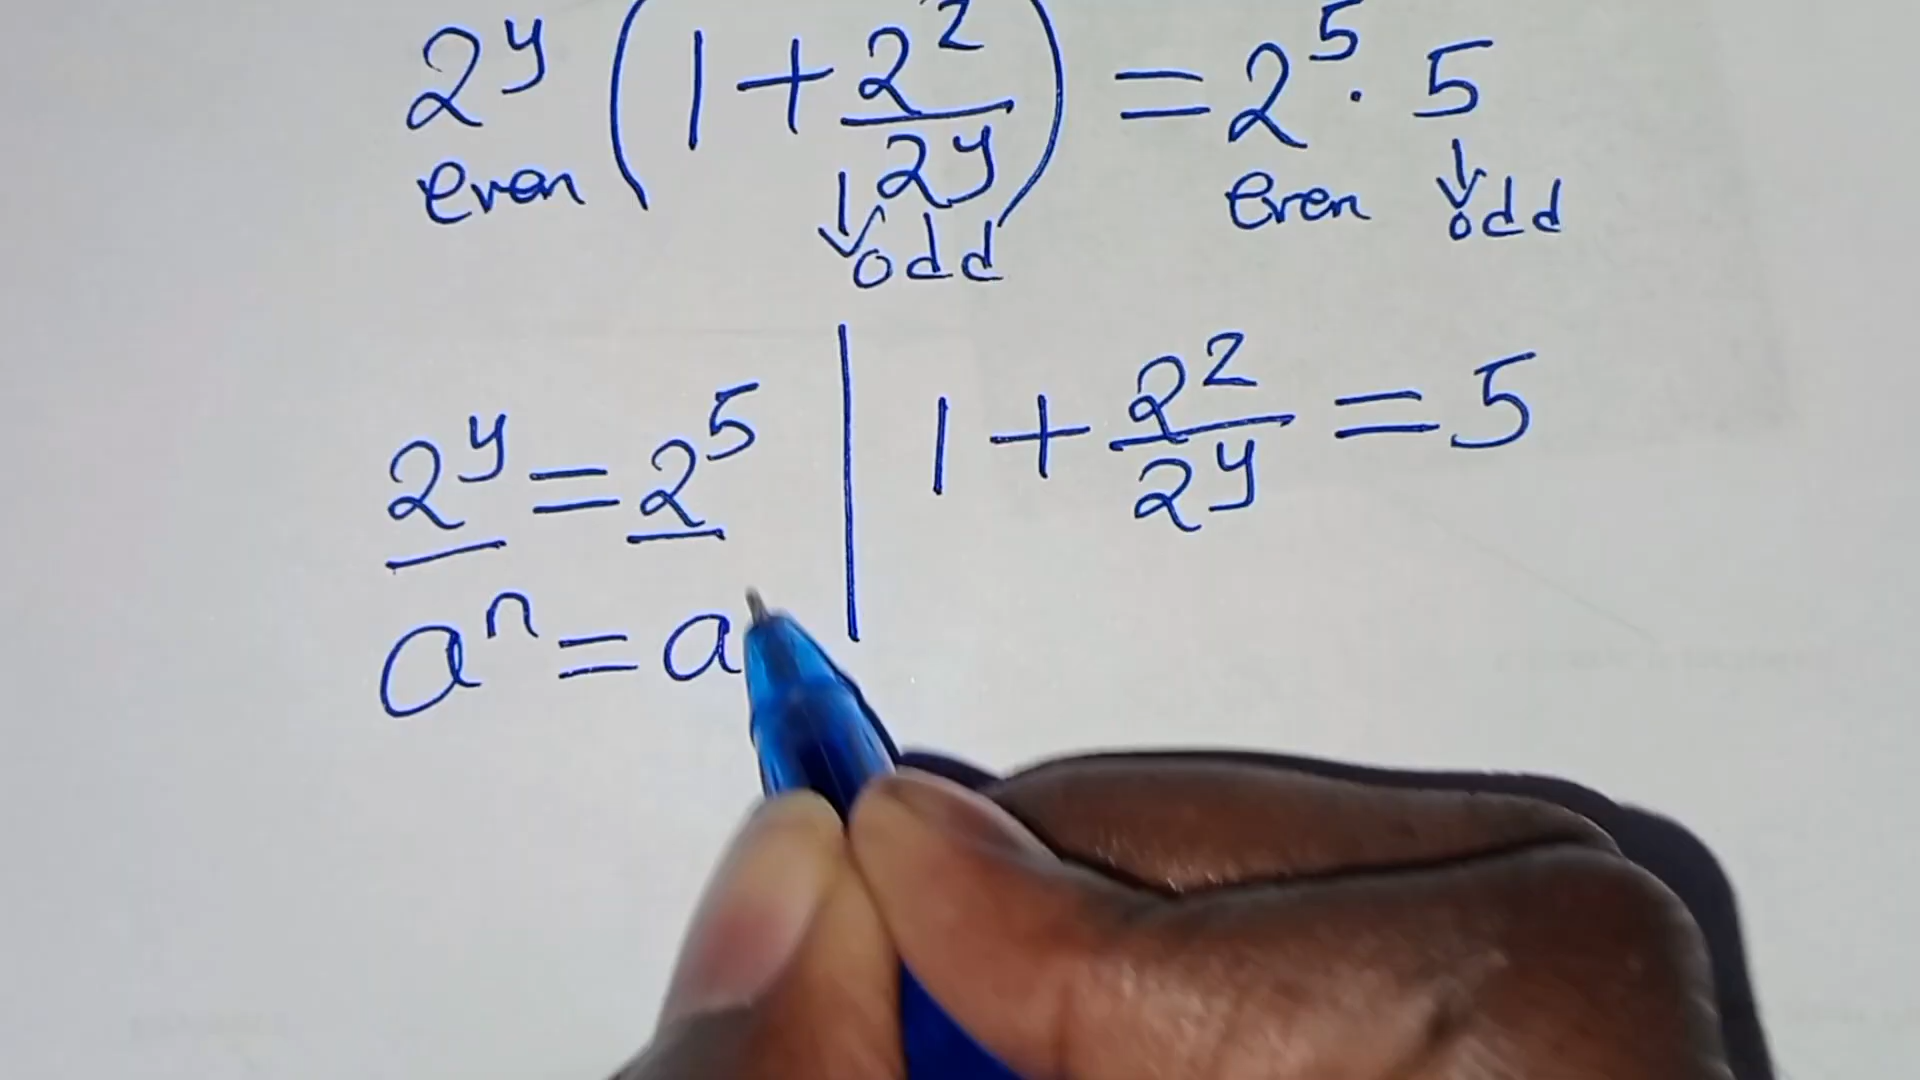 2^y (1 + 2^2/2^y) = 2^5 · 5
even ↓ odd even ↓ odd
2^y = 2^5 | 1 + 2^2/2^y = 5
a^n = a